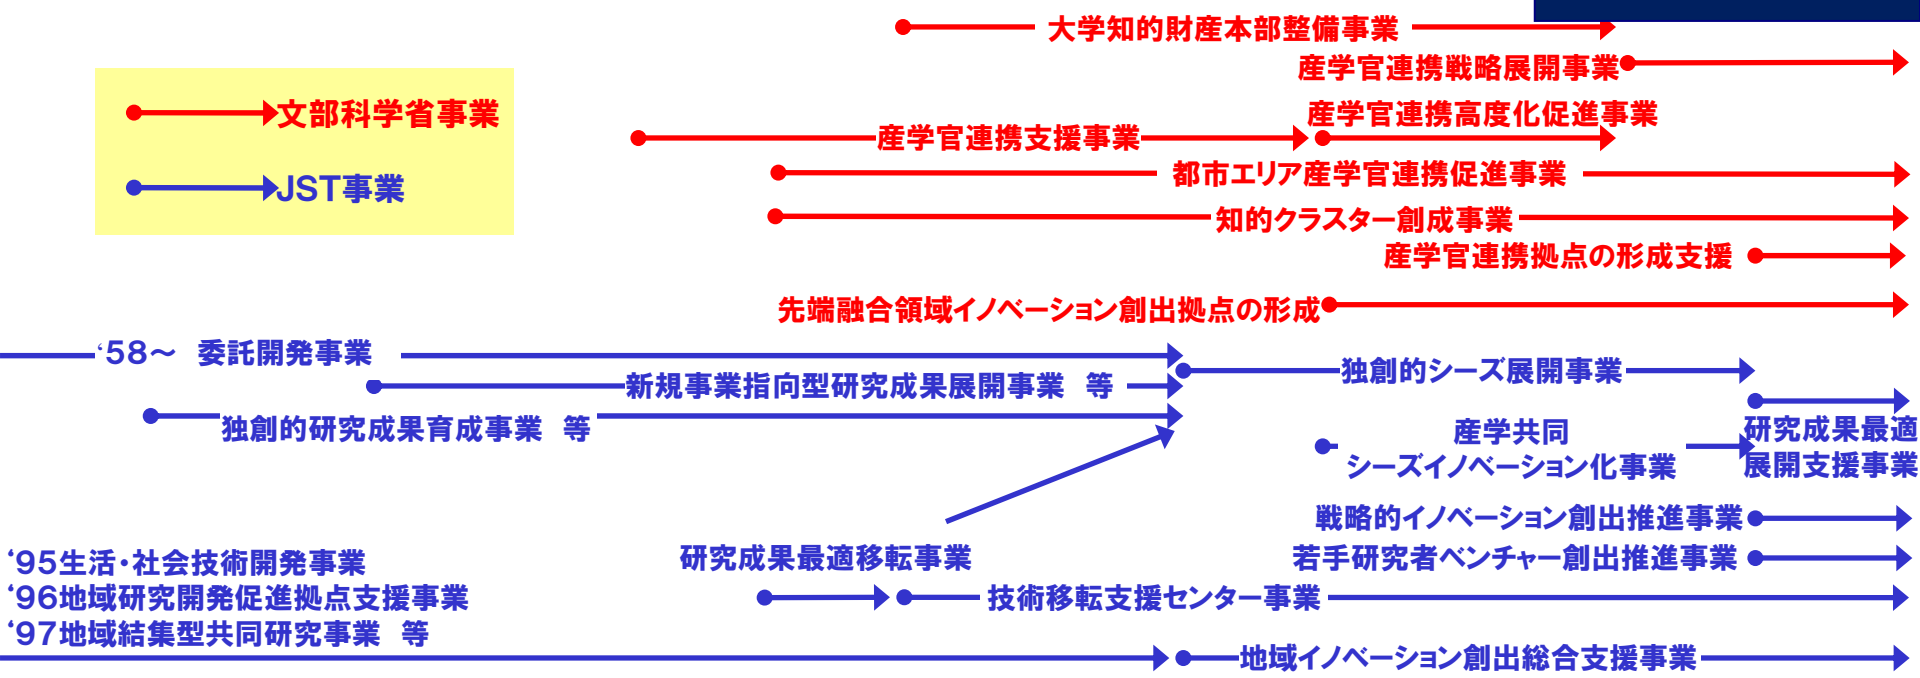 大学知的財産本部整備事業
産学官連携戦略展開事業
文部科学省事業
産学官連携高度化促進事業
産学官連携支援事業
都市エリア産学官連携促進事業
JST事業
知的クラスター創成事業
産学官連携拠点の形成支援
先端融合領域イノベーション創出拠点の形成
‘58～ 委託開発事業
独創的シーズ展開事業
新規事業指向型研究成果展開事業 等
独創的研究成果育成事業 等
産学共同
シーズイノベーション化事業
研究成果最適
展開支援事業
戦略的イノベーション創出推進事業
若手研究者ベンチャー創出推進事業
研究成果最適移転事業
‘95生活・社会技術開発事業
‘96地域研究開発促進拠点支援事業
‘97地域結集型共同研究事業 等
技術移転支援センター事業
地域イノベーション創出総合支援事業